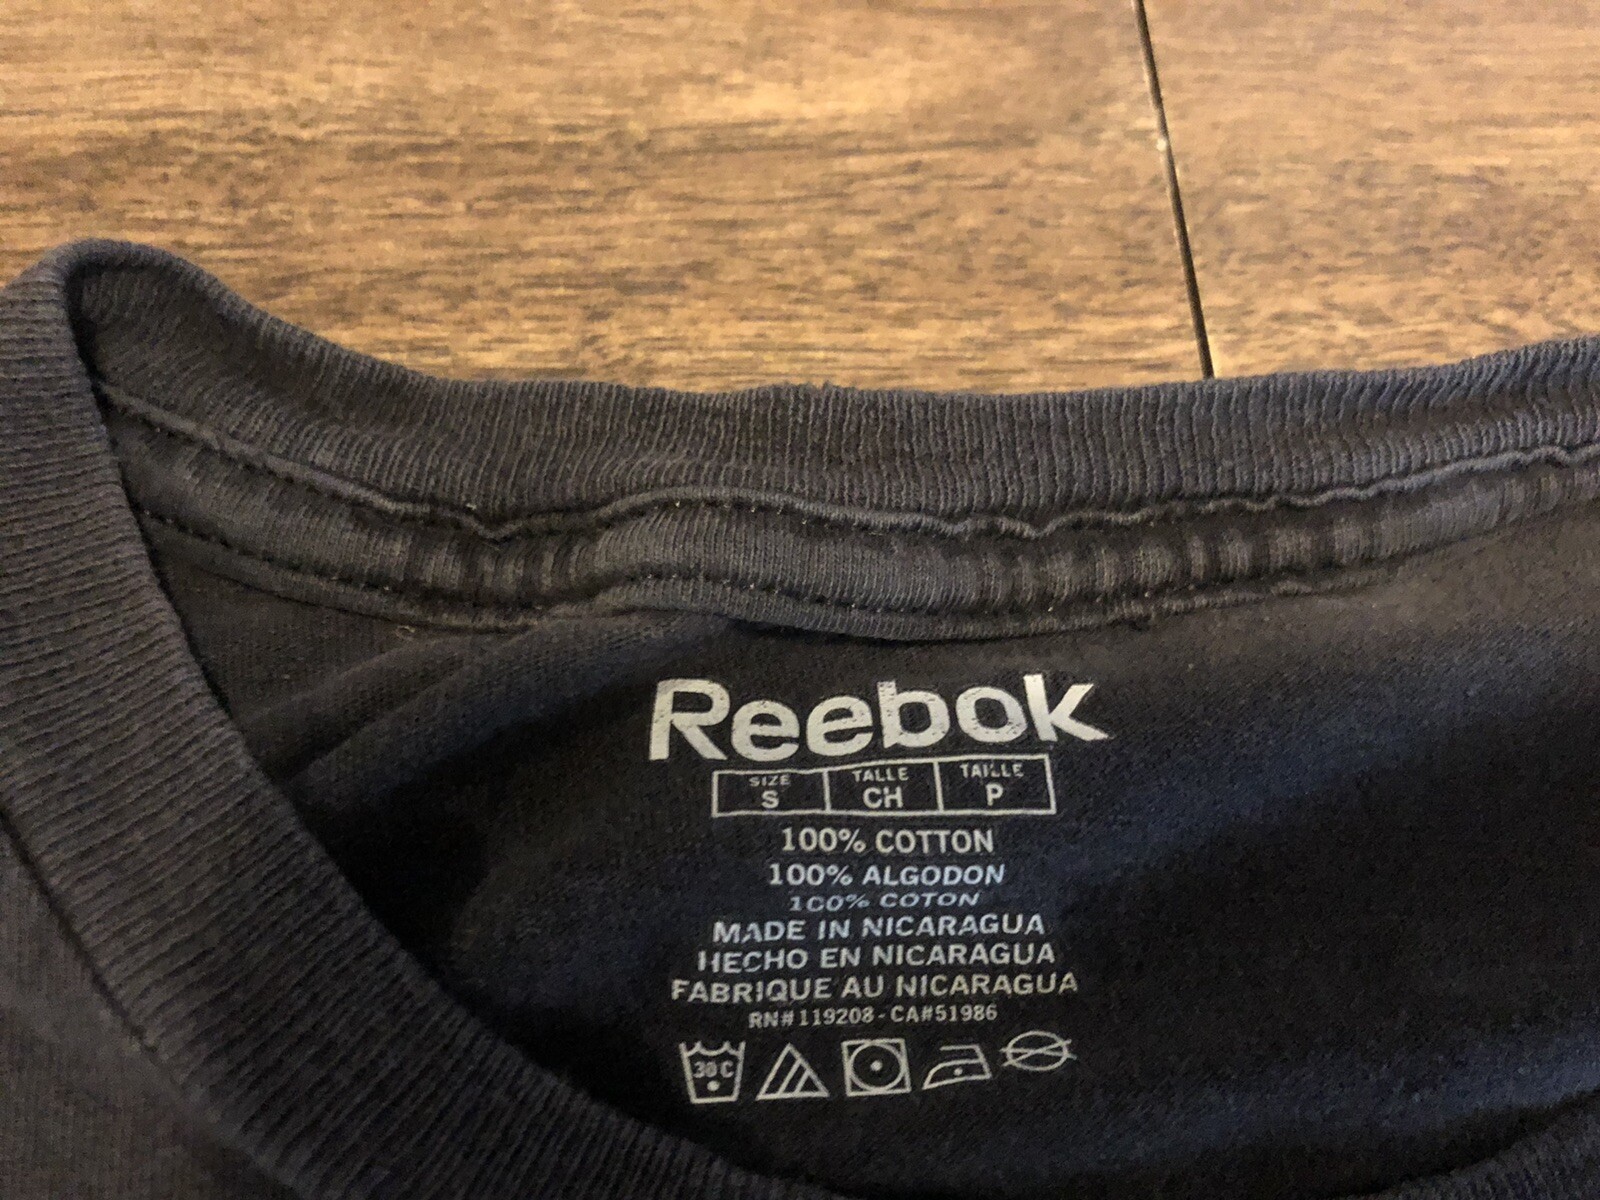 Reebok
SIZE TALLE TAILLE
S CH P
100% COTTON
100% ALGODON
100% COTON
MADE IN NICARAGUA
HECHO EN NICARAGUA
FABRIQUE AU NICARAGUA
RN#119208-CA#51986
30C